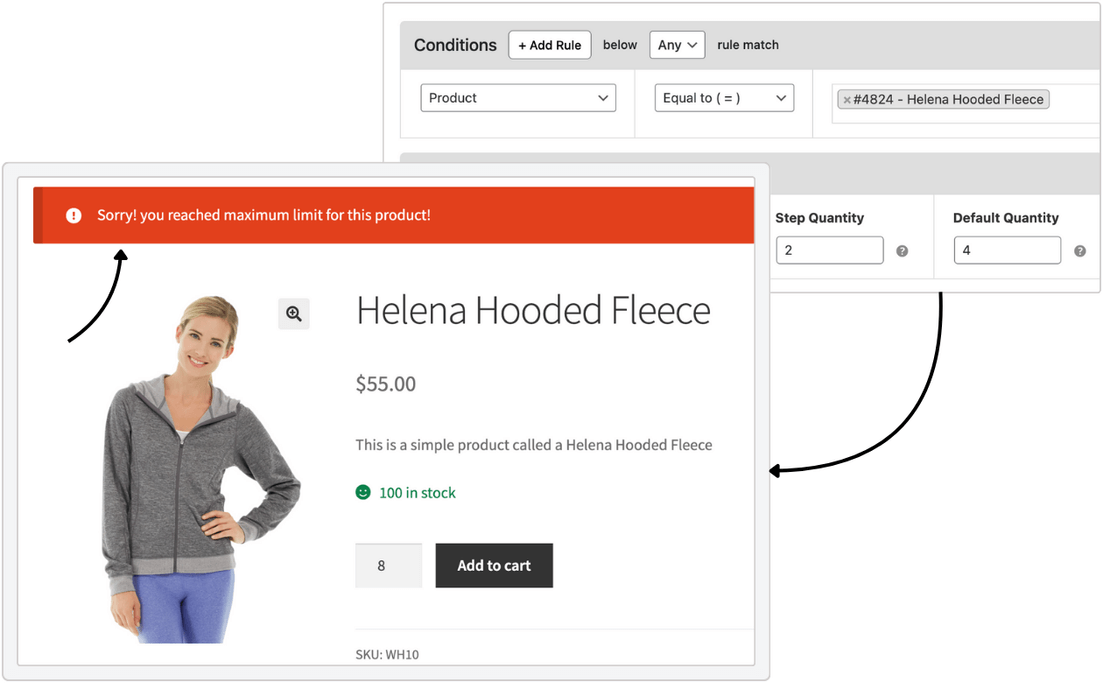 Conditions + Add Rule below Any rule match
Product Equal to ( = ) ×#4824 - Helena Hooded Fleece
Step Quantity Default Quantity
2 ? 4 ?
! Sorry! you reached maximum limit for this product!
Helena Hooded Fleece
$55.00
This is a simple product called a Helena Hooded Fleece
100 in stock
8 Add to cart
SKU: WH10